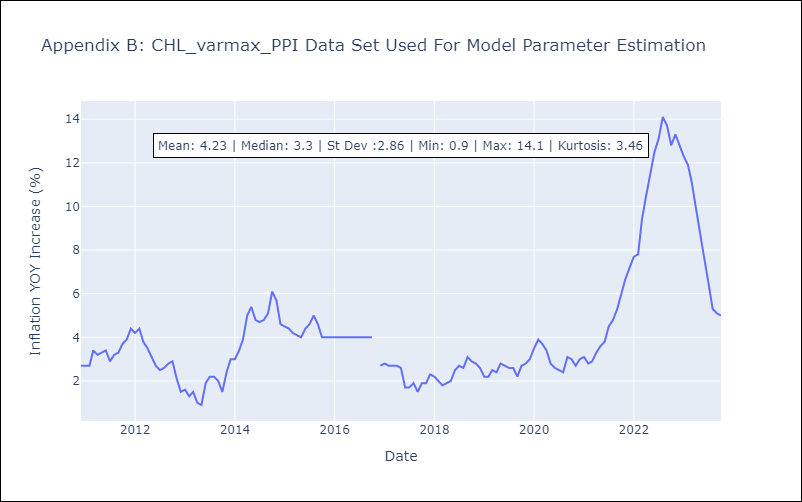 Appendix B: CHL_varmax_PPI Data Set Used For Model Parameter Estimation
14
Mean: 4.23 | Median: 3.3 | St Dev :2.86 | Min: 0.9 | Max: 14.1 | Kurtosis: 3.46
12
10
8
6
4
2
Inflation YOY Increase (%)
2012 2014 2016 2018 2020 2022
Date